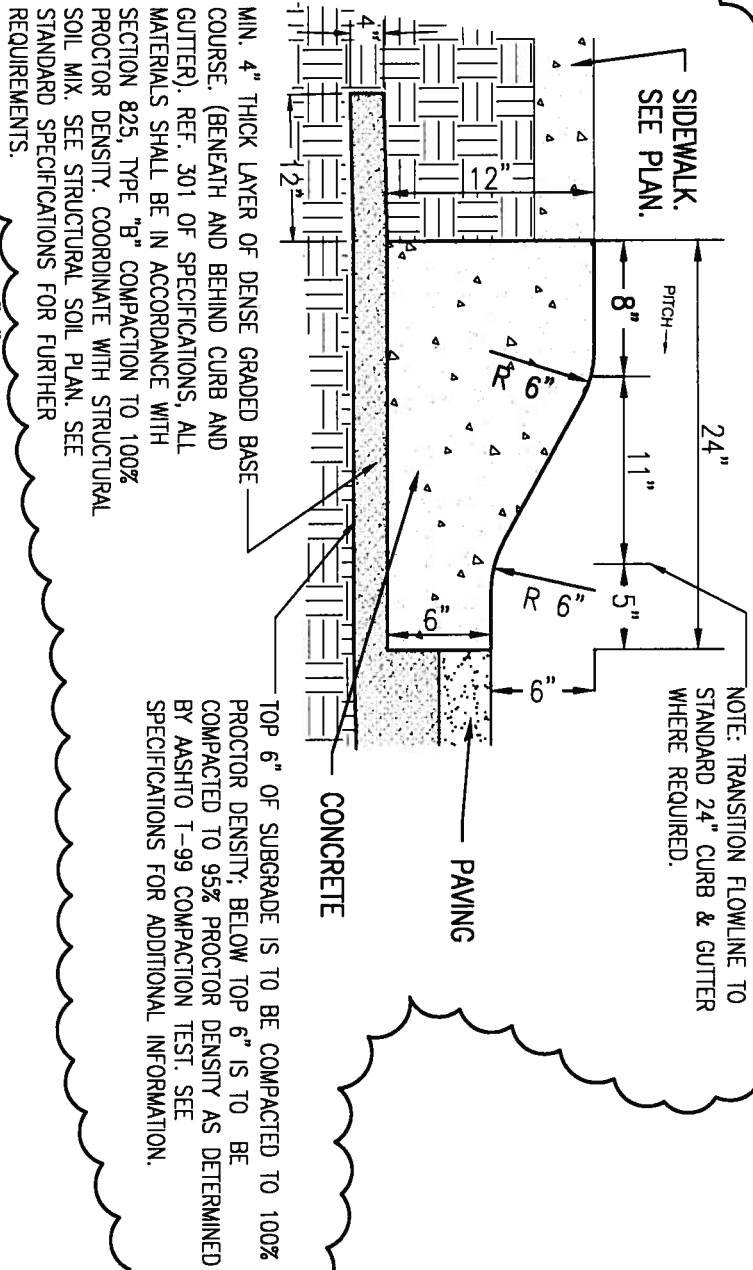 NOTE: TRANSITION FLOWLINE TO
STANDARD 24" CURB & GUTTER
WHERE REQUIRED.
24"
PITCH
8"
11"
5"
6"
SIDEWALK.
SEE PLAN.
12"
R 6"
R 6"
6"
4"
12"
PAVING
CONCRETE
MIN. 4" THICK LAYER OF DENSE GRADED BASE
COURSE. (BENEATH AND BEHIND CURB AND
GUTTER). REF. 301 OF SPECIFICATIONS, ALL
MATERIALS SHALL BE IN ACCORDANCE WITH
SECTION 825, TYPE "B" COMPACTION TO 100%
PROCTOR DENSITY. COORDINATE WITH STRUCTURAL
SOIL MIX. SEE STRUCTURAL SOIL PLAN. SEE
STANDARD SPECIFICATIONS FOR FURTHER
REQUIREMENTS.
TOP 6" OF SUBGRADE IS TO BE COMPACTED TO 100%
PROCTOR DENSITY; BELOW TOP 6" IS TO BE
COMPACTED TO 95% PROCTOR DENSITY AS DETERMINED
BY AASHTO T-99 COMPACTION TEST. SEE
SPECIFICATIONS FOR ADDITIONAL INFORMATION.